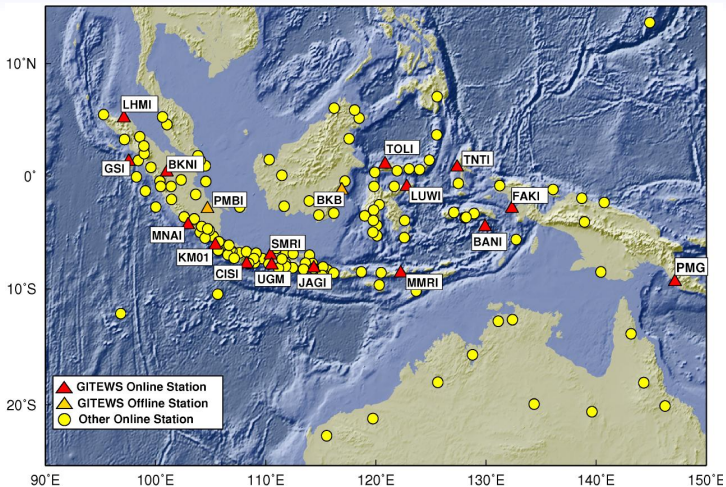 10°N
0°
10°S
20°S
90°E
100°E
110°E
120°E
130°E
140°E
150°E
LHMI
GSI
BKNI
PMBI
MNAI
KM01
CISI
SMRI
UGM
JAGI
BKB
TOLI
TNTI
LUWI
FAKI
BANI
MMRI
PMG
GITEWS Online Station
GITEWS Offline Station
Other Online Station